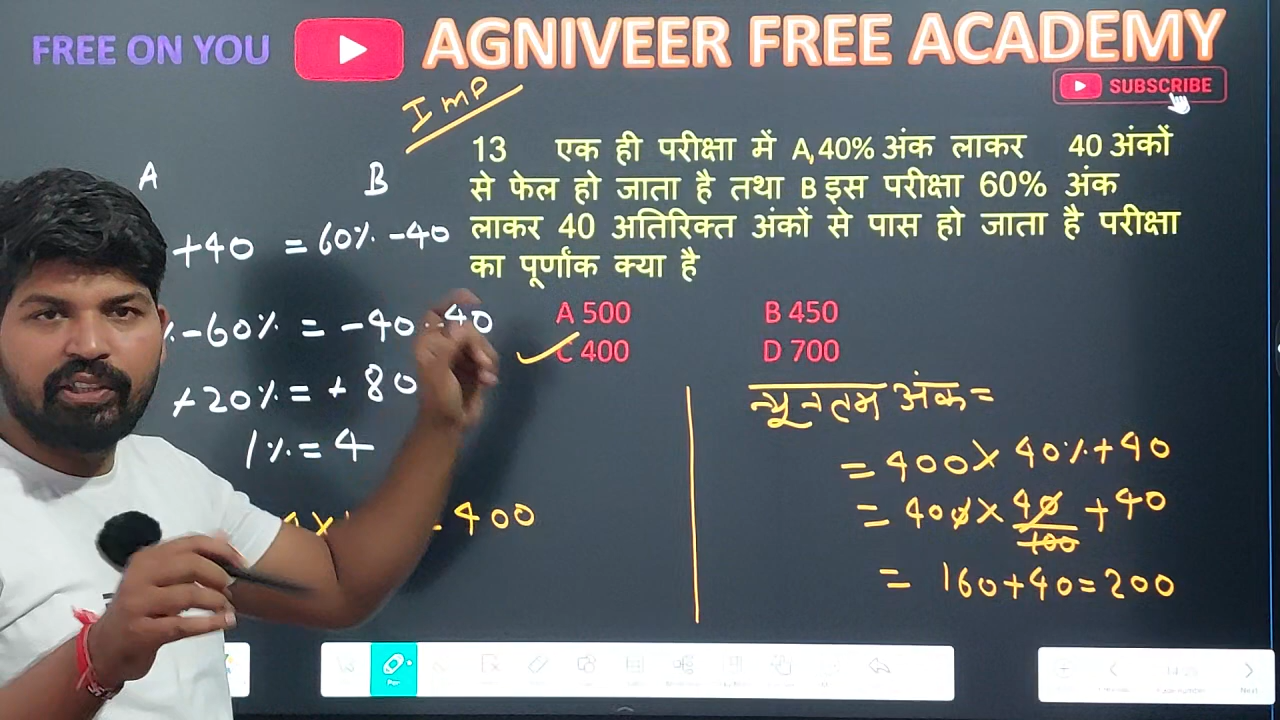 FREE ON YOU
AGNIVEER FREE ACADEMY
SUBSCRIBE
Imp
13 एक ही परीक्षा में A,40% अंक लाकर 40 अंकों
से फेल हो जाता है तथा B इस परीक्षा 60% अंक
लाकर 40 अतिरिक्त अंकों से पास हो जाता है परीक्षा
का पूर्णांक क्या है
A 500 B 450
C 400 D 700
A B
+40 = 60% -40
%-60% = -40-40
+20% = +80
1% = 4
4× - 400
न्यूनतम अंक =
= 400 × 40% + 40
= 400 × 40/100 + 40
= 160+40=200